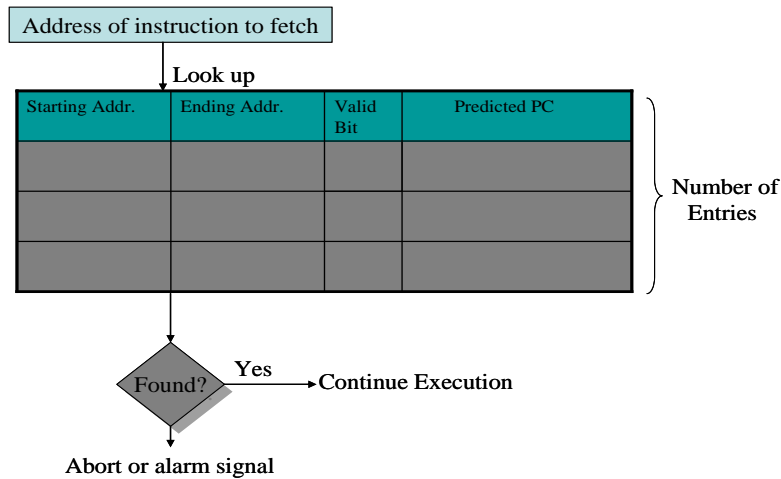 Address of instruction to fetch
Look up
Starting Addr.
Ending Addr.
Valid
Bit
Predicted PC
Number of
Entries
Found?
Yes
Continue Execution
Abort or alarm signal